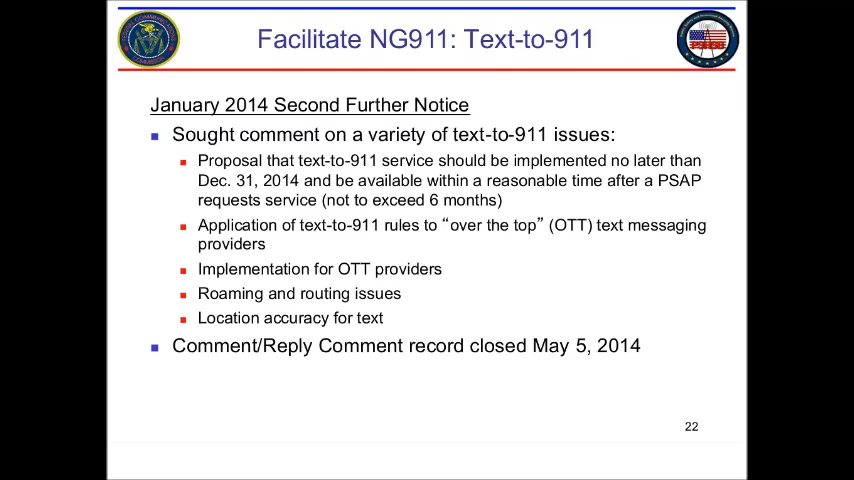 Facilitate NG911: Text-to-911
January 2014 Second Further Notice
Sought comment on a variety of text-to-911 issues:
Proposal that text-to-911 service should be implemented no later than
Dec. 31, 2014 and be available within a reasonable time after a PSAP
requests service (not to exceed 6 months)
Application of text-to-911 rules to “over the top” (OTT) text messaging
providers
Implementation for OTT providers
Roaming and routing issues
Location accuracy for text
Comment/Reply Comment record closed May 5, 2014
22